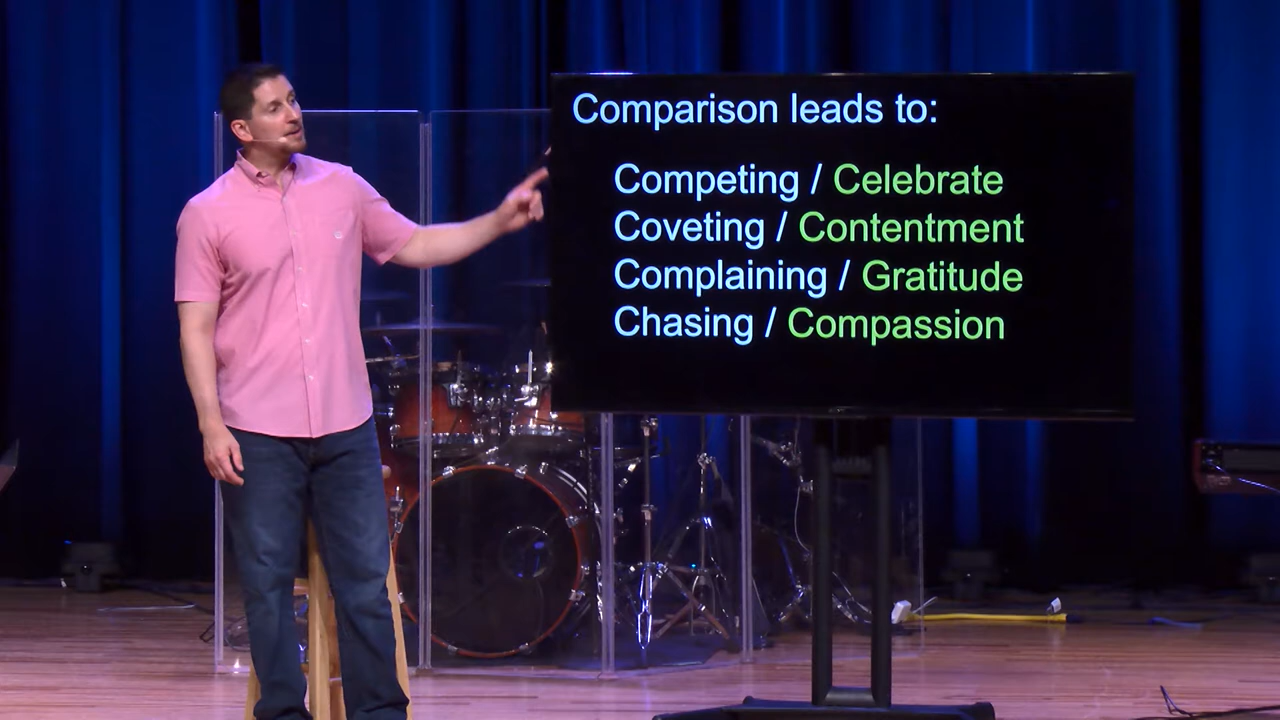 Comparison leads to:
Competing / Celebrate
Coveting / Contentment
Complaining / Gratitude
Chasing / Compassion